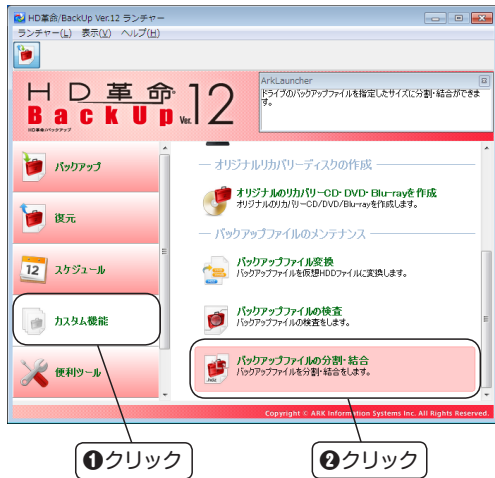 HD革命/BackUp Ver.12 ランチャー
ランチャー(L) 表示(V) ヘルプ(H)
HD革命
BackUp Ver.12
HD革命/バックアップ
ArkLauncher
ドライブのバックアップファイルを指定したサイズに分割・結合ができま
す。
バックアップ
復元
12 スケジュール
カスタム機能
便利ツール
オリジナルリカバリーディスクの作成
オリジナルのリカバリーCD・DVD・Blu-rayを作成
オリジナルのリカバリーCD/DVD/Blu-rayを作成します。
バックアップファイルのメンテナンス
バックアップファイル変換
バックアップファイルを仮想HDDファイルに変換します。
バックアップファイルの検査
バックアップファイルの検査をします。
バックアップファイルの分割・結合
バックアップファイルを分割・結合をします。
Copyright © ARK Information Systems Inc. All Rights Reserved.
❶クリック
❷クリック